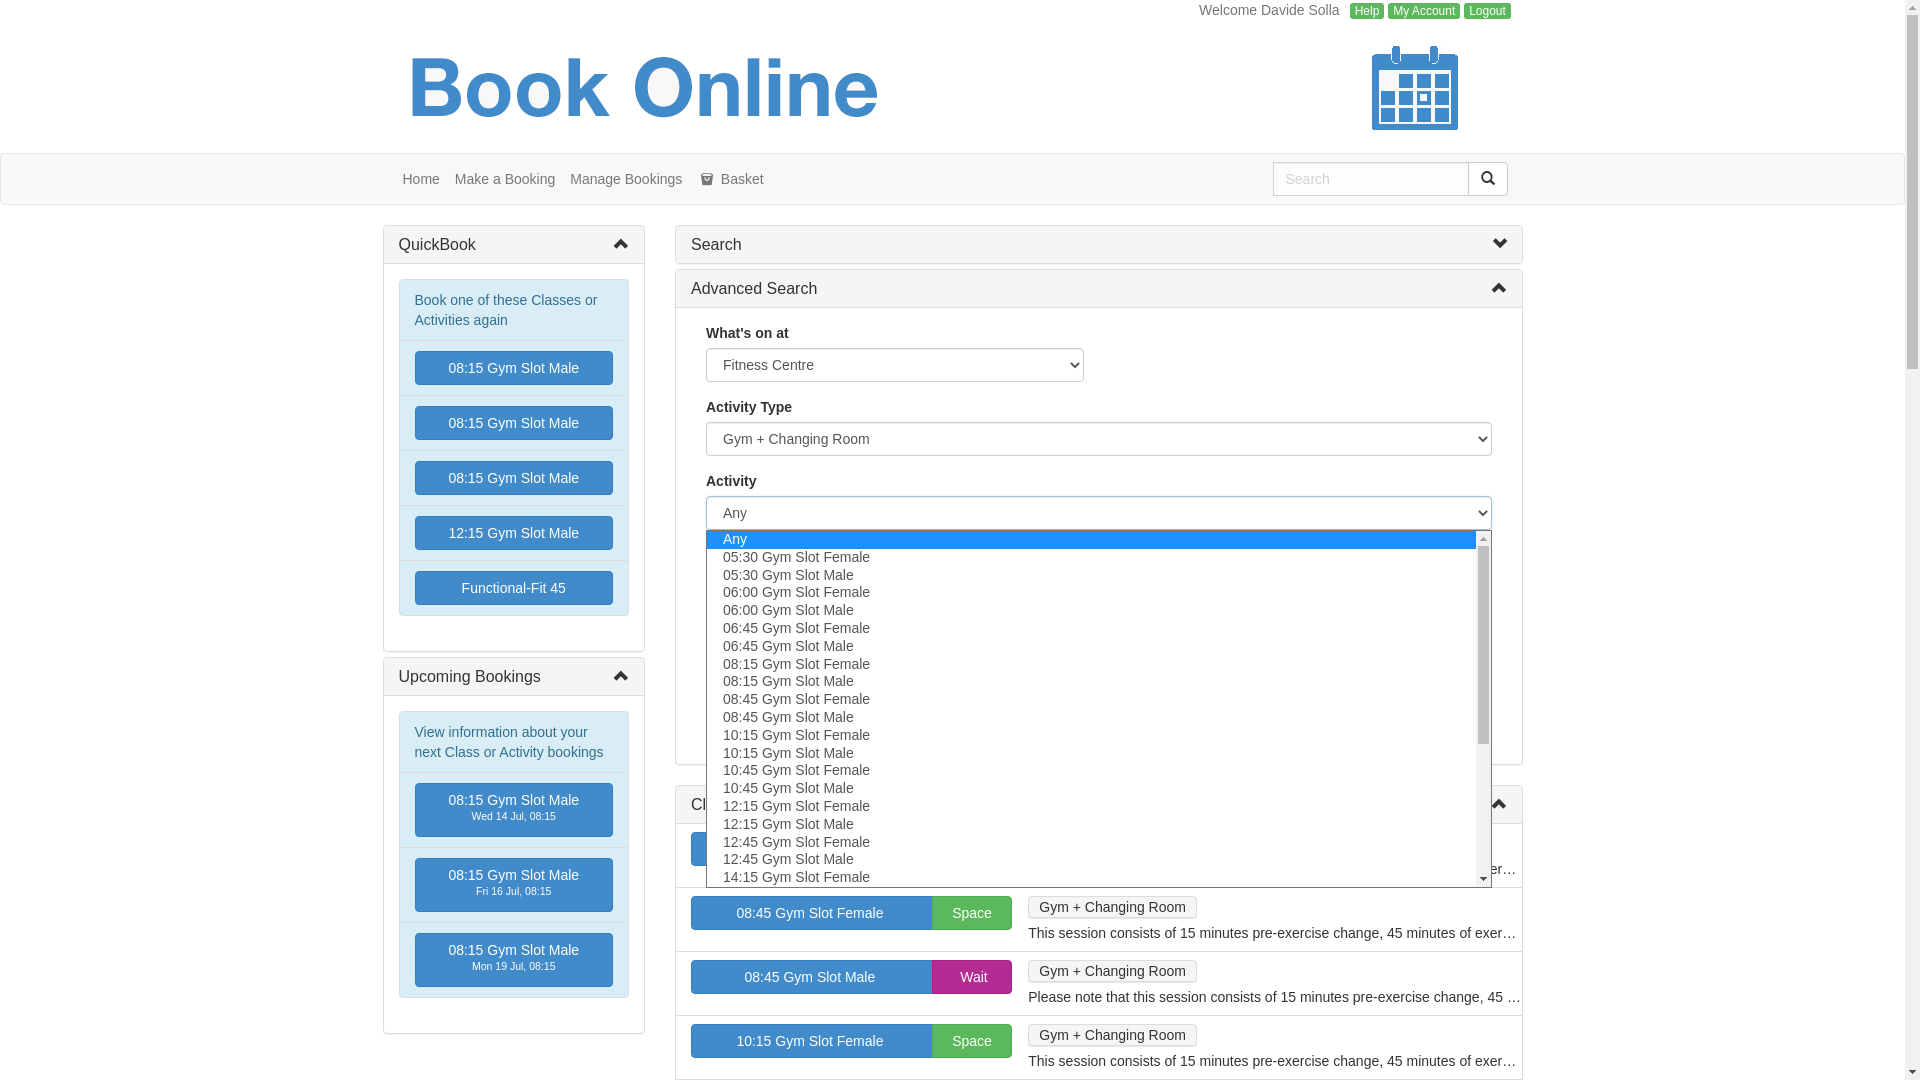 Welcome Davide Solla Help My Account Logout
Book Online
Home Make a Booking Manage Bookings Basket Search
QuickBook
Book one of these Classes or
Activities again
08:15 Gym Slot Male
08:15 Gym Slot Male
08:15 Gym Slot Male
12:15 Gym Slot Male
Functional-Fit 45
Upcoming Bookings
View information about your
next Class or Activity bookings
08:15 Gym Slot Male
Wed 14 Jul, 08:15
08:15 Gym Slot Male
Fri 16 Jul, 08:15
08:15 Gym Slot Male
Mon 19 Jul, 08:15
Search
Advanced Search
What's on at
Fitness Centre
Activity Type
Gym + Changing Room
Activity
Any
Any
05:30 Gym Slot Female
05:30 Gym Slot Male
06:00 Gym Slot Female
06:00 Gym Slot Male
06:45 Gym Slot Female
06:45 Gym Slot Male
08:15 Gym Slot Female
08:15 Gym Slot Male
08:45 Gym Slot Female
08:45 Gym Slot Male
10:15 Gym Slot Female
10:15 Gym Slot Male
10:45 Gym Slot Female
10:45 Gym Slot Male
12:15 Gym Slot Female
12:15 Gym Slot Male
12:45 Gym Slot Female
12:45 Gym Slot Male
14:15 Gym Slot Female
08:45 Gym Slot Female Space Gym + Changing Room
This session consists of 15 minutes pre-exercise change, 45 minutes of exer…
08:45 Gym Slot Male Wait Gym + Changing Room
Please note that this session consists of 15 minutes pre-exercise change, 45 …
10:15 Gym Slot Female Space Gym + Changing Room
This session consists of 15 minutes pre-exercise change, 45 minutes of exer…